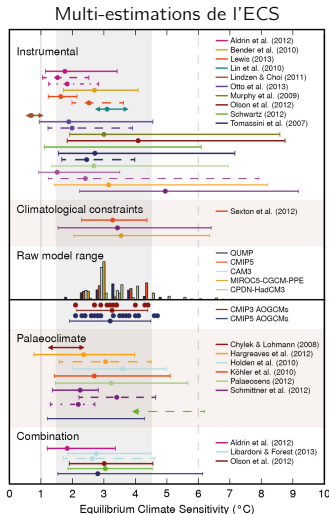 Multi-estimations de l'ECS
Instrumental
Aldrin et al. (2012)
Bender et al. (2010)
Lewis (2013)
Lin et al. (2010)
Lindzen & Choi (2011)
Otto et al. (2013)
Murphy et al. (2009)
Olson et al. (2012)
Schwartz (2012)
Tomassini et al. (2007)
Climatological constraints
Sexton et al. (2012)
Raw model range
QUMP
CMIP5
CAM3
MIROC5-CGCM-PPE
CPDN-HadCM3
CMIP3 AOGCMs
CMIP5 AOGCMs
Palaeoclimate
Chylek & Lohmann (2008)
Hargreaves et al. (2012)
Holden et al. (2010)
Köhler et al. (2010)
Palaeosens (2012)
Schmittner et al. (2012)
Combination
Aldrin et al. (2012)
Libardoni & Forest (2013)
Olson et al. (2012)
0 1 2 3 4 5 6 7 8 9 10
Equilibrium Climate Sensitivity (°C)